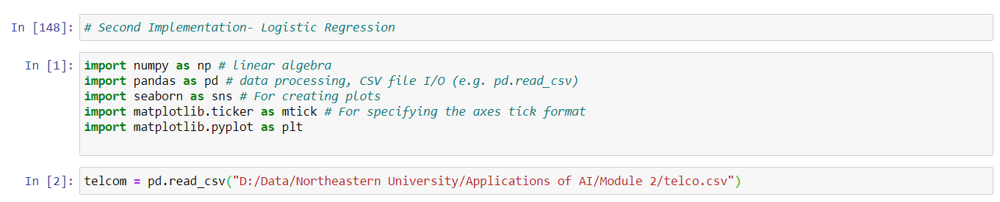 In [148]: # Second Implementation- Logistic Regression
In [1]: import numpy as np # linear algebra
import pandas as pd # data processing, CSV file I/O (e.g. pd.read_csv)
import seaborn as sns # For creating plots
import matplotlib.ticker as mtick # For specifying the axes tick format
import matplotlib.pyplot as plt
In [2]: telcom = pd.read_csv("D:/Data/Northeastern University/Applications of AI/Module 2/telco.csv")